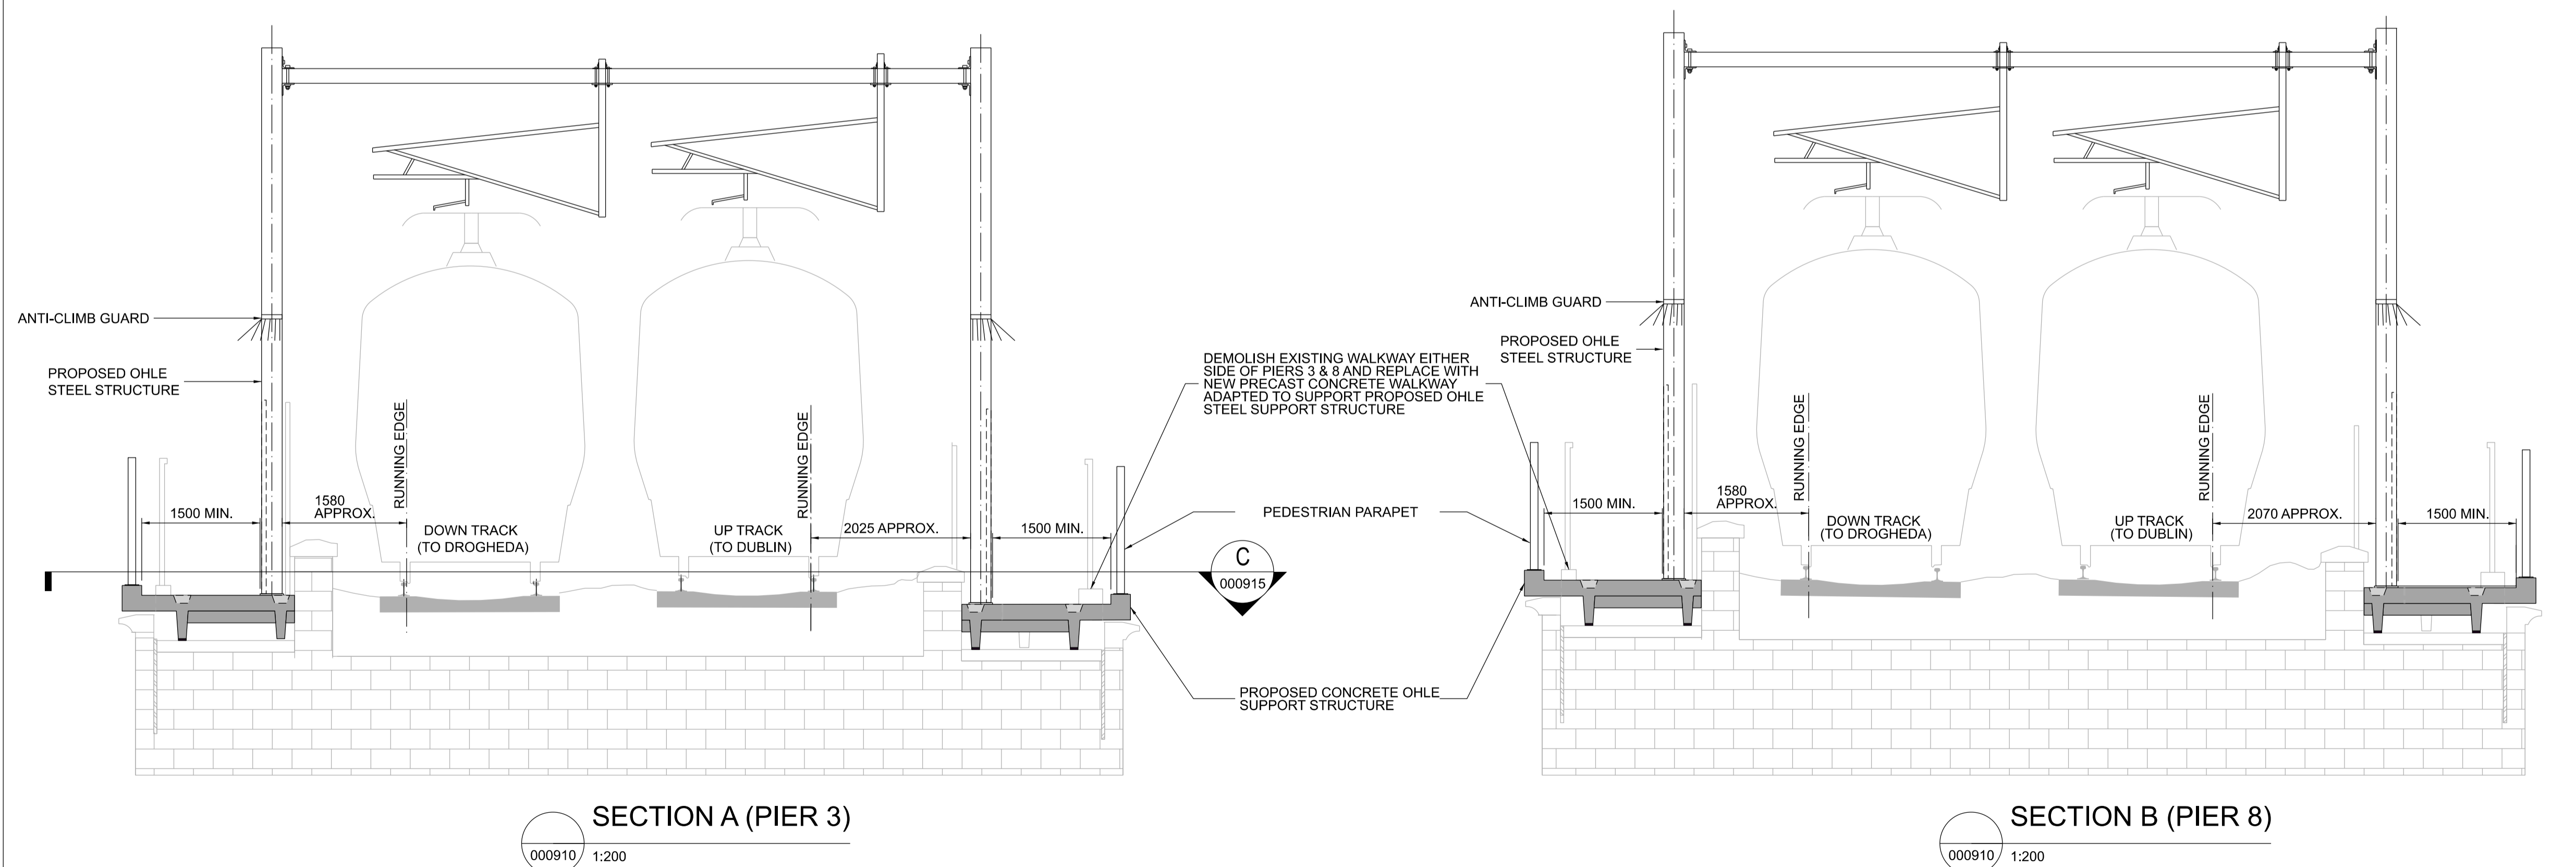 ANTI-CLIMB GUARD
PROPOSED OHLE
STEEL STRUCTURE
1500 MIN.
1580
APPROX.
RUNNING EDGE
DOWN TRACK
(TO DROGHEDA)
UP TRACK
(TO DUBLIN)
RUNNING EDGE
2025 APPROX.
1500 MIN.
DEMOLISH EXISTING WALKWAY EITHER
SIDE OF PIERS 3 & 8 AND REPLACE WITH
NEW PRECAST CONCRETE WALKWAY
ADAPTED TO SUPPORT PROPOSED OHLE
STEEL SUPPORT STRUCTURE
PEDESTRIAN PARAPET
C
000915
PROPOSED CONCRETE OHLE
SUPPORT STRUCTURE
SECTION A (PIER 3)
000910
1:200
ANTI-CLIMB GUARD
PROPOSED OHLE
STEEL STRUCTURE
1500 MIN.
1580
APPROX.
RUNNING EDGE
DOWN TRACK
(TO DROGHEDA)
UP TRACK
(TO DUBLIN)
RUNNING EDGE
2070 APPROX.
1500 MIN.
SECTION B (PIER 8)
000910
1:200